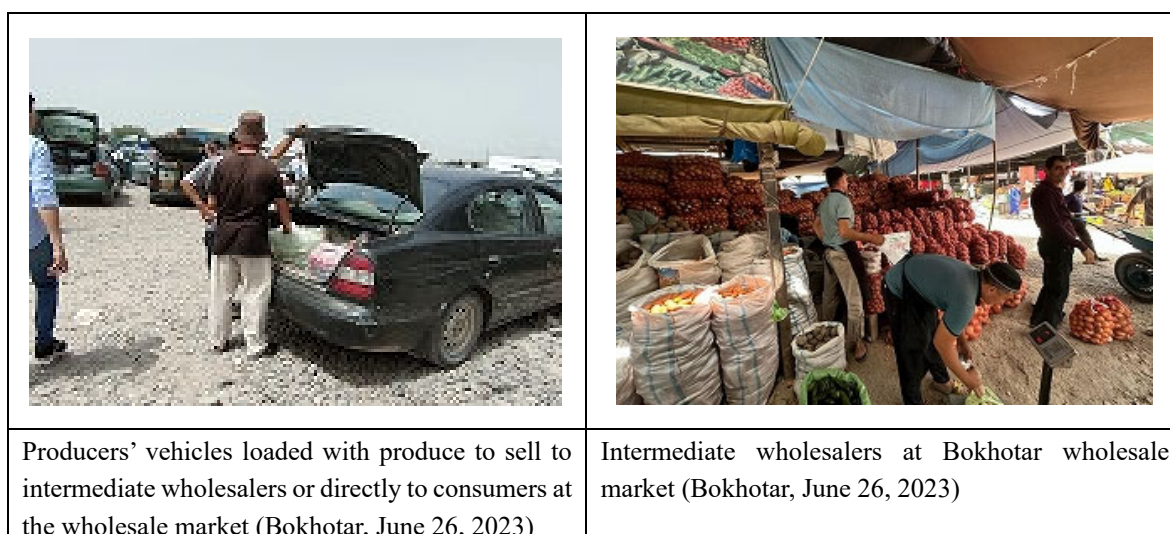 Producers’ vehicles loaded with produce to sell to
intermediate wholesalers or directly to consumers at
the wholesale market (Bokhotar, June 26, 2023)
Intermediate wholesalers at Bokhotar wholesale
market (Bokhotar, June 26, 2023)